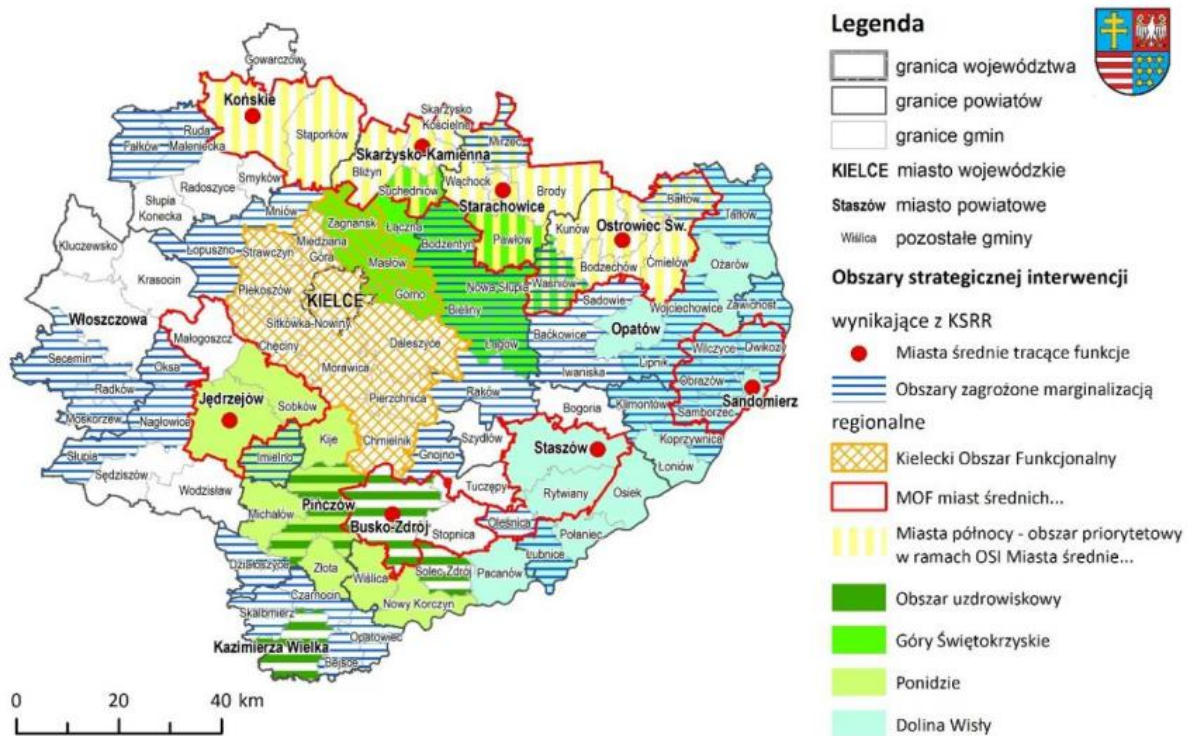 Gowarczów
Końskie
Stąporków
Skarżysko
Kościelne
Ruda
Maleniecka
Fałków
Mirzec
Skarżysko-Kamienna
Bliżyn
Smyków
Radoszyce
Wąchock
Suchedniów
Brody
Bałtów
Starachowice
Tarłów
Słupia
Konecka
Mniów
Zagnańsk
Łączna
Kunów
Ostrowiec Św.
Pawłów
Bodzentyn
Kluczewsko
Łopuszno
Strawczyn
Miedziana
Góra
Masłów
Bodzechów
Ćmielów
Ożarów
Waśniów
Krasocin
Piekoszów
KIELCE
Górno
Nowa Słupia
Sadowie
Wojciechowice
Zawichost
Bieliny
Włoszczowa
Sitkówka-Nowiny
Baćkowice
Opatów
Małogoszcz
Chęciny
Daleszyce
Łagów
Wilczyce
Dwikozy
Lipnik
Secemin
Oksa
Morawica
Iwaniska
Obrazów
Radków
Raków
Klimontów
Sandomierz
Jędrzejów
Sobków
Pierzchnica
Bogoria
Samborzec
Moskorzew
Nagłowice
Chmielnik
Szydłów
Koprzywnica
Słupia
Imielno
Kije
Gnojno
Staszów
Łoniów
Sędziszów
Wodzisław
Tuczępy
Rytwiany
Osiek
Pińczów
Michałów
Busko-Zdrój
Stopnica
Oleśnica
Połaniec
Działoszyce
Złota
Wiślica
Solec Zdrój
Pacanów
Łubnice
Czarnocin
Skalbmierz
Nowy Korczyn
Opatowiec
Kazimierza Wielka
Bejsce
0 20 40 km
Legenda
granica województwa
granice powiatów
granice gmin
KIELCE miasto wojewódzkie
Staszów miasto powiatowe
Wiślica pozostałe gminy
Obszary strategicznej interwencji
wynikające z KSRR
Miasta średnie tracące funkcje
Obszary zagrożone marginalizacją
regionalne
Kielecki Obszar Funkcjonalny
MOF miast średnich...
Miasta północy - obszar priorytetowy
w ramach OSI Miasta średnie...
Obszar uzdrowiskowy
Góry Świętokrzyskie
Ponidzie
Dolina Wisły